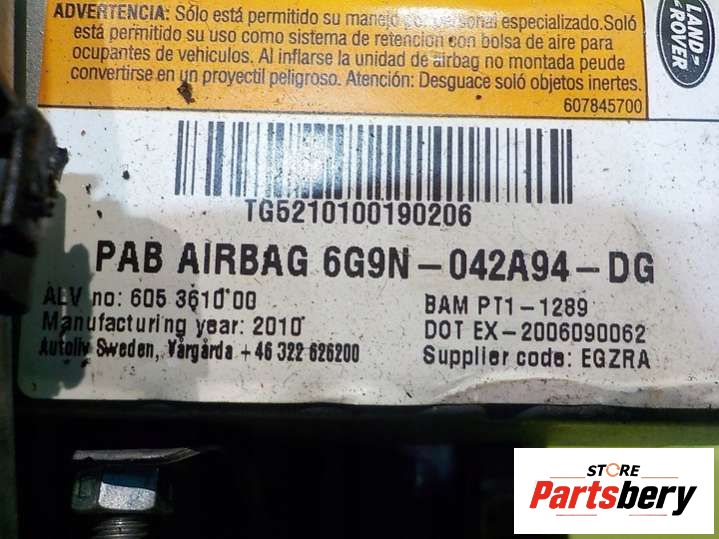 ADVERTENCIA: Sólo está permitido su manejo por personal especializado.Soló
está permitido su uso como sistema de retención con bolsa de aire para
ocupantes de vehículos. Al inflarse la unidad de airbag no montada peude
convertirse en un proyectil peligroso. Atención: Desguace soló objetos inertes.
607845700
LAND-
ROVER
TG5210100190206
PAB AIRBAG 6G9N-042A94-DG
ALV no: 605 3610 00
BAM PT1-1289
Manufacturing year: 2010
DOT EX-2006090062
Autoliv Sweden, Vårgårda +46 322 626200
Supplier code: EGZRA
STORE
Partsbery